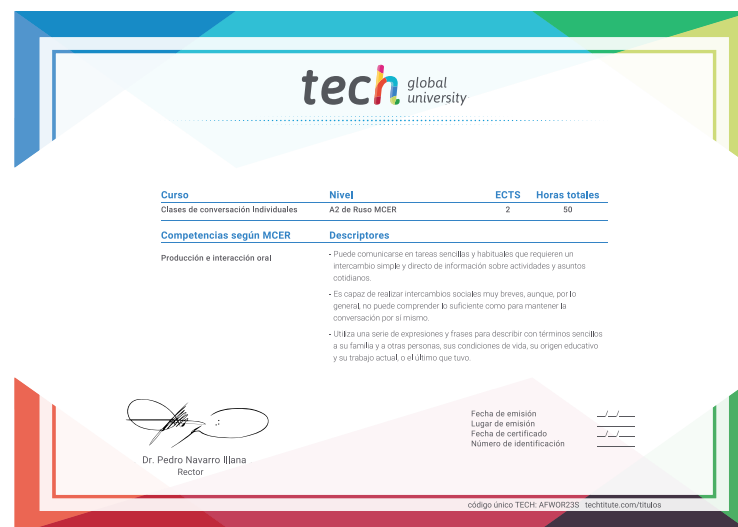 tech global university
Curso Nivel ECTS Horas totales
Clases de conversación Individuales A2 de Ruso MCER 2 50
Competencias según MCER Descriptores
Producción e interacción oral
- Puede comunicarse en tareas sencillas y habituales que requieren un
intercambio simple y directo de información sobre actividades y asuntos
cotidianos.
- Es capaz de realizar intercambios sociales muy breves, aunque, por lo
general, no puede comprender lo suficiente como para mantener la
conversación por sí mismo.
- Utiliza una serie de expresiones y frases para describir con términos sencillos
a su familia y a otras personas, sus condiciones de vida, su origen educativo
y su trabajo actual, o el último que tuvo.
Dr. Pedro Navarro Illana
Rector
Fecha de emisión __/__/____
Lugar de emisión ______
Fecha de certificado __/__/____
Número de identificación ______
código único TECH: AFWOR23S techtitute.com/titulos